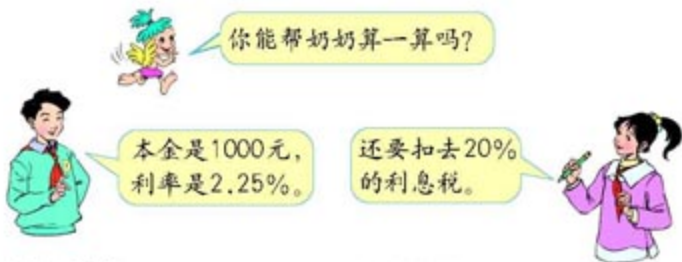 你能帮奶奶算一算吗?
本金是1000元，
利率是2.25%。
还要扣去20%
的利息税。